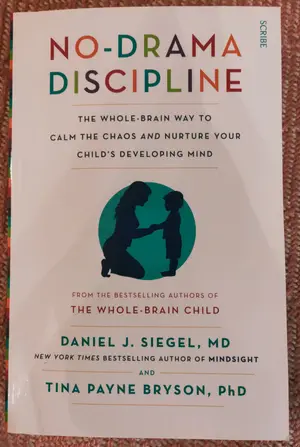 SCRIBE
NO-DRAMA
DISCIPLINE
THE WHOLE-BRAIN WAY TO
CALM THE CHAOS AND NURTURE YOUR
CHILD'S DEVELOPING MIND
FROM THE BESTSELLING AUTHORS OF
THE WHOLE-BRAIN CHILD
DANIEL J. SIEGEL, MD
NEW YORK TIMES BESTSELLING AUTHOR OF MINDSIGHT
AND
TINA PAYNE BRYSON, PhD